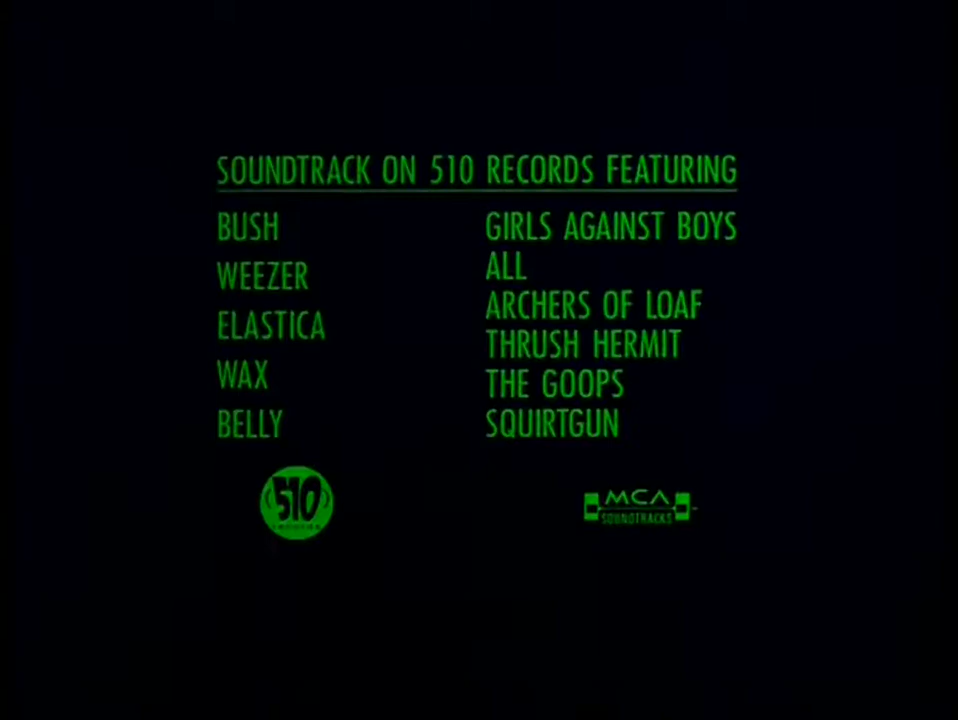 SOUNDTRACK ON 510 RECORDS FEATURING
BUSH
WEEZER
ELASTICA
WAX
BELLY
GIRLS AGAINST BOYS
ALL
ARCHERS OF LOAF
THRUSH HERMIT
THE GOOPS
SQUIRTGUN
510
RECORDS
MCA
SOUNDTRACKS